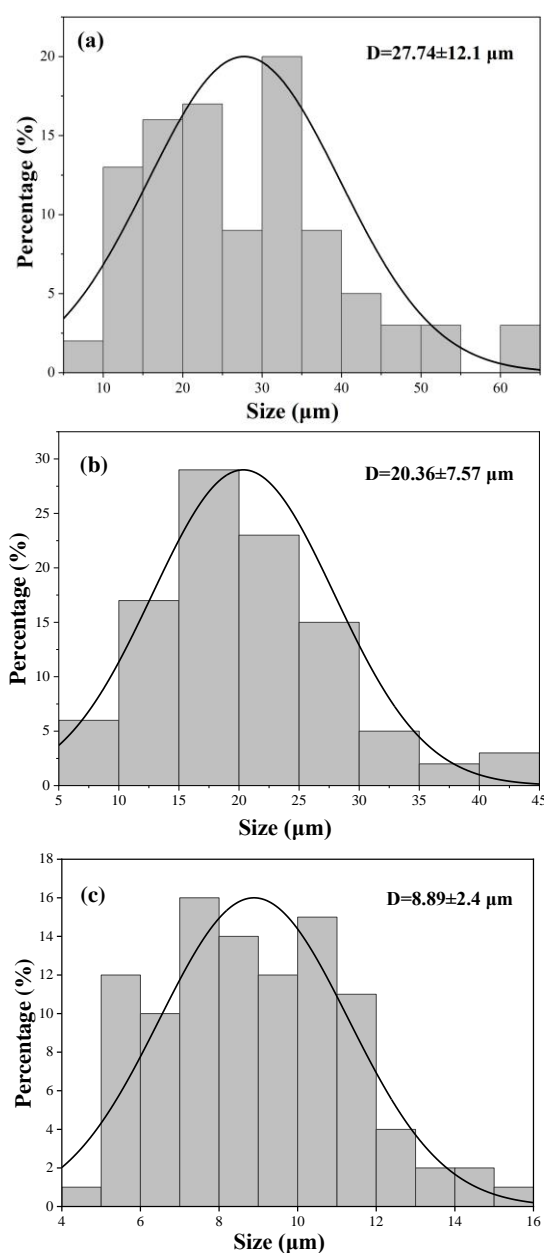 (a)
D=27.74±12.1 μm
Percentage (%)
20
15
10
5
0
10 20 30 40 50 60
Size (μm)
(b)
D=20.36±7.57 μm
Percentage (%)
30
25
20
15
10
5
0
5 10 15 20 25 30 35 40 45
Size (μm)
(c)
D=8.89±2.4 μm
Percentage (%)
18
16
14
12
10
8
6
4
2
0
4 6 8 10 12 14 16
Size (μm)